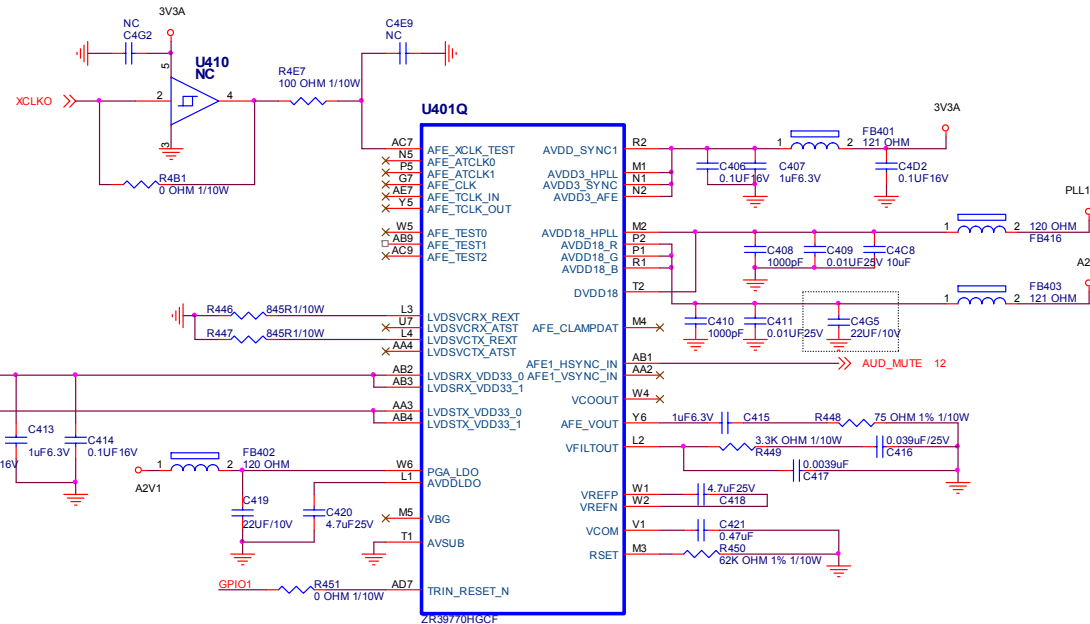 3V3A
NC
C4G2
U410
NC
5
2
4
3
XCLKO
R4B1
0 OHM 1/10W
R4E7
100 OHM 1/10W
C4E9
NC
U401Q
AC7 AFE_XCLK_TEST
N5 AFE_ATCLK0
P5 AFE_ATCLK1
G7 AFE_CLK
AE7 AFE_TCLK_IN
Y5 AFE_TCLK_OUT
W5 AFE_TEST0
AB9 AFE_TEST1
AC9 AFE_TEST2
L3 LVDSVCRX_REXT
U7 LVDSVCRX_ATST
L4 LVDSVCTX_REXT
AA4 LVDSVCTX_ATST
AB2 LVDSRX_VDD33_0
AB3 LVDSRX_VDD33_1
AA3 LVDSTX_VDD33_0
AB4 LVDSTX_VDD33_1
W6 PGA_LDO
L1 AVDDLDO
M5 VBG
T1 AVSUB
AD7 TRIN_RESET_N
ZR39770HGCF
R446 845R1/10W
R447 845R1/10W
C413
1uF6.3V
16V
C414
0.1UF16V
A2V1
1 2
FB402
120 OHM
C419
22UF/10V
C420
4.7uF25V
GPIO1
R451
0 OHM 1/10W
AVDD_SYNC1 R2
AVDD3_HPLL M1
AVDD3_SYNC N1
AVDD3_AFE N2
AVDD18_HPLL M2
AVDD18_R P2
AVDD18_G P1
AVDD18_B R1
DVDD18 T2
AFE_CLAMPDAT M4
AFE1_HSYNC_IN AB1
AFE1_VSYNC_IN AA2
VCOOUT W4
AFE_VOUT Y6
VFILTOUT L2
VREFP W1
VREFN W2
VCOM V1
RSET M3
C406
0.1UF16V
C407
1uF6.3V
1 2
FB401
121 OHM
3V3A
C4D2
0.1UF16V
PLL1
1 2
120 OHM
FB416
C408
1000pF
C409
0.01UF25V
C4C8
10uF
A2
1 2
FB403
121 OHM
C410
1000pF
C411
0.01UF25V
C4G5
22UF/10V
AUD_MUTE 12
1uF6.3V C415
R448 75 OHM 1% 1/10W
3.3K OHM 1/10W
R449
0.039uF/25V
C416
0.0039uF
C417
4.7uF25V
C418
C421
0.47uF
R450
62K OHM 1% 1/10W